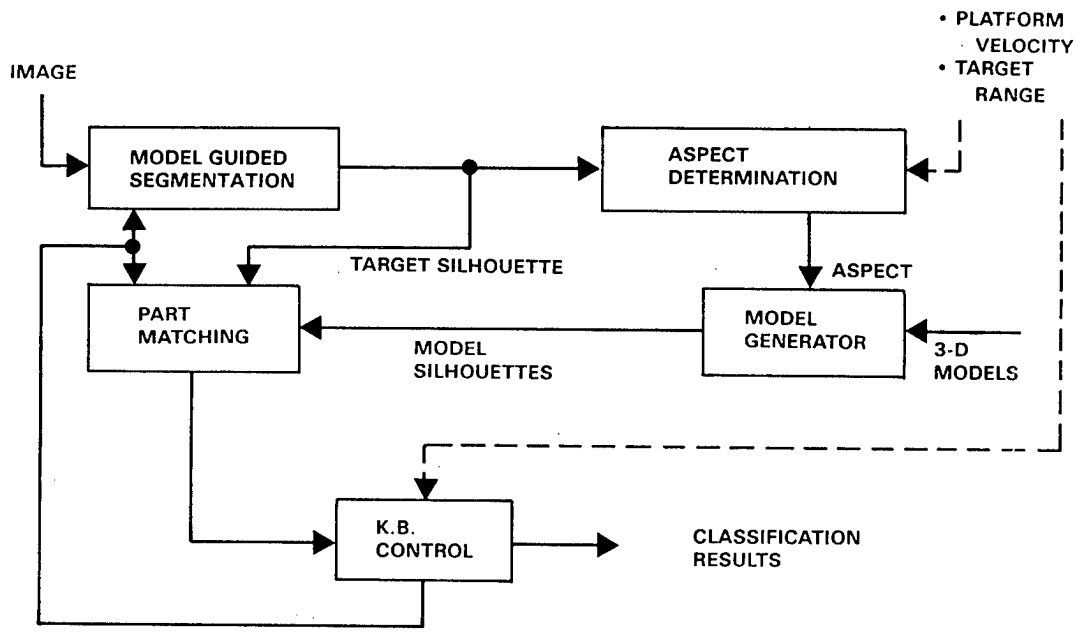 • PLATFORM
VELOCITY
• TARGET
RANGE
IMAGE
MODEL GUIDED
SEGMENTATION
ASPECT
DETERMINATION
TARGET SILHOUETTE
ASPECT
PART
MATCHING
MODEL
GENERATOR
MODEL
SILHOUETTES
3-D
MODELS
K.B.
CONTROL
CLASSIFICATION
RESULTS